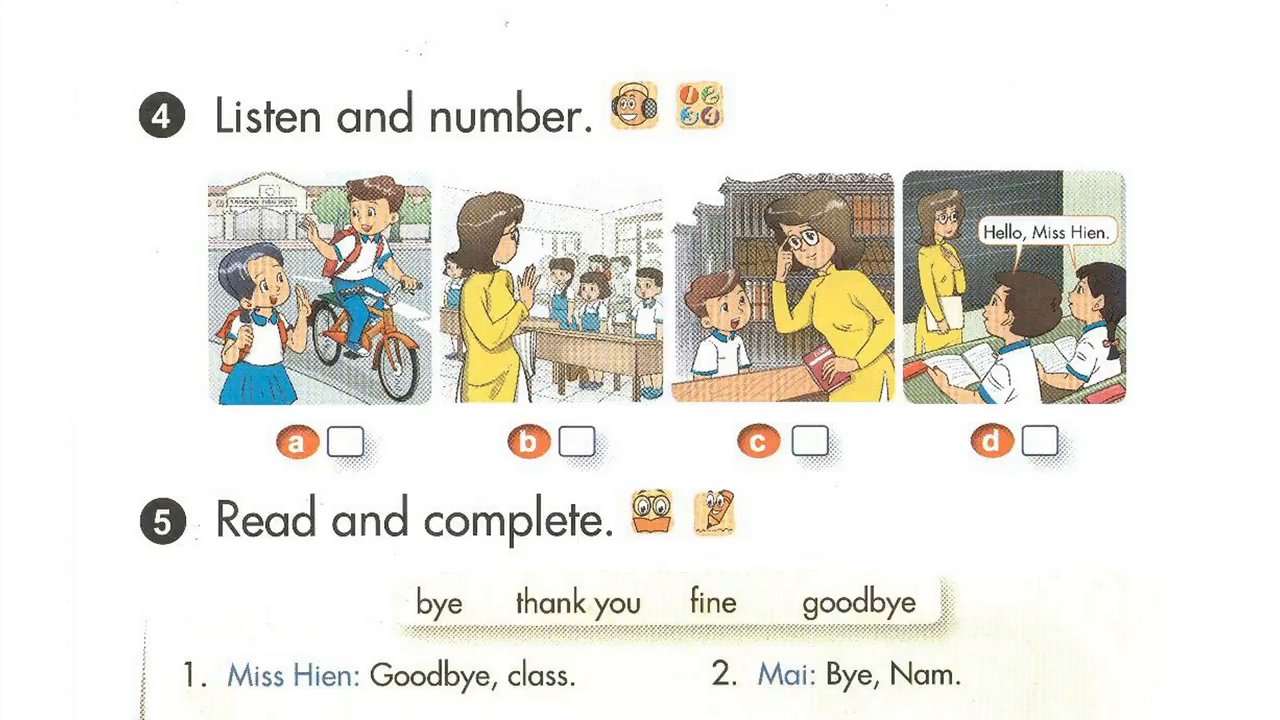 4 Listen and number.
Hello, Miss Hien.
a b c d
5 Read and complete.
bye thank you fine goodbye
1. Miss Hien: Goodbye, class. 2. Mai: Bye, Nam.